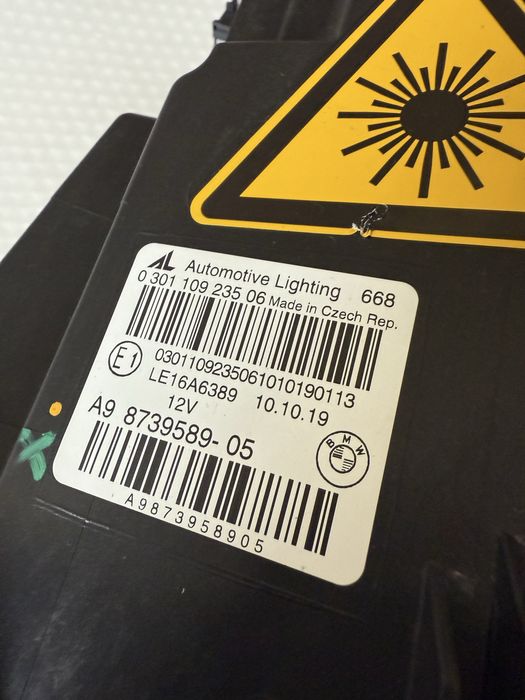 AL Automotive Lighting 668
0 301 109 235 06 Made in Czech Rep.
0301109235061010190113
E1
LE16A6389 10.10.19
12V
A9 8739589-05
BMW
A9873958905